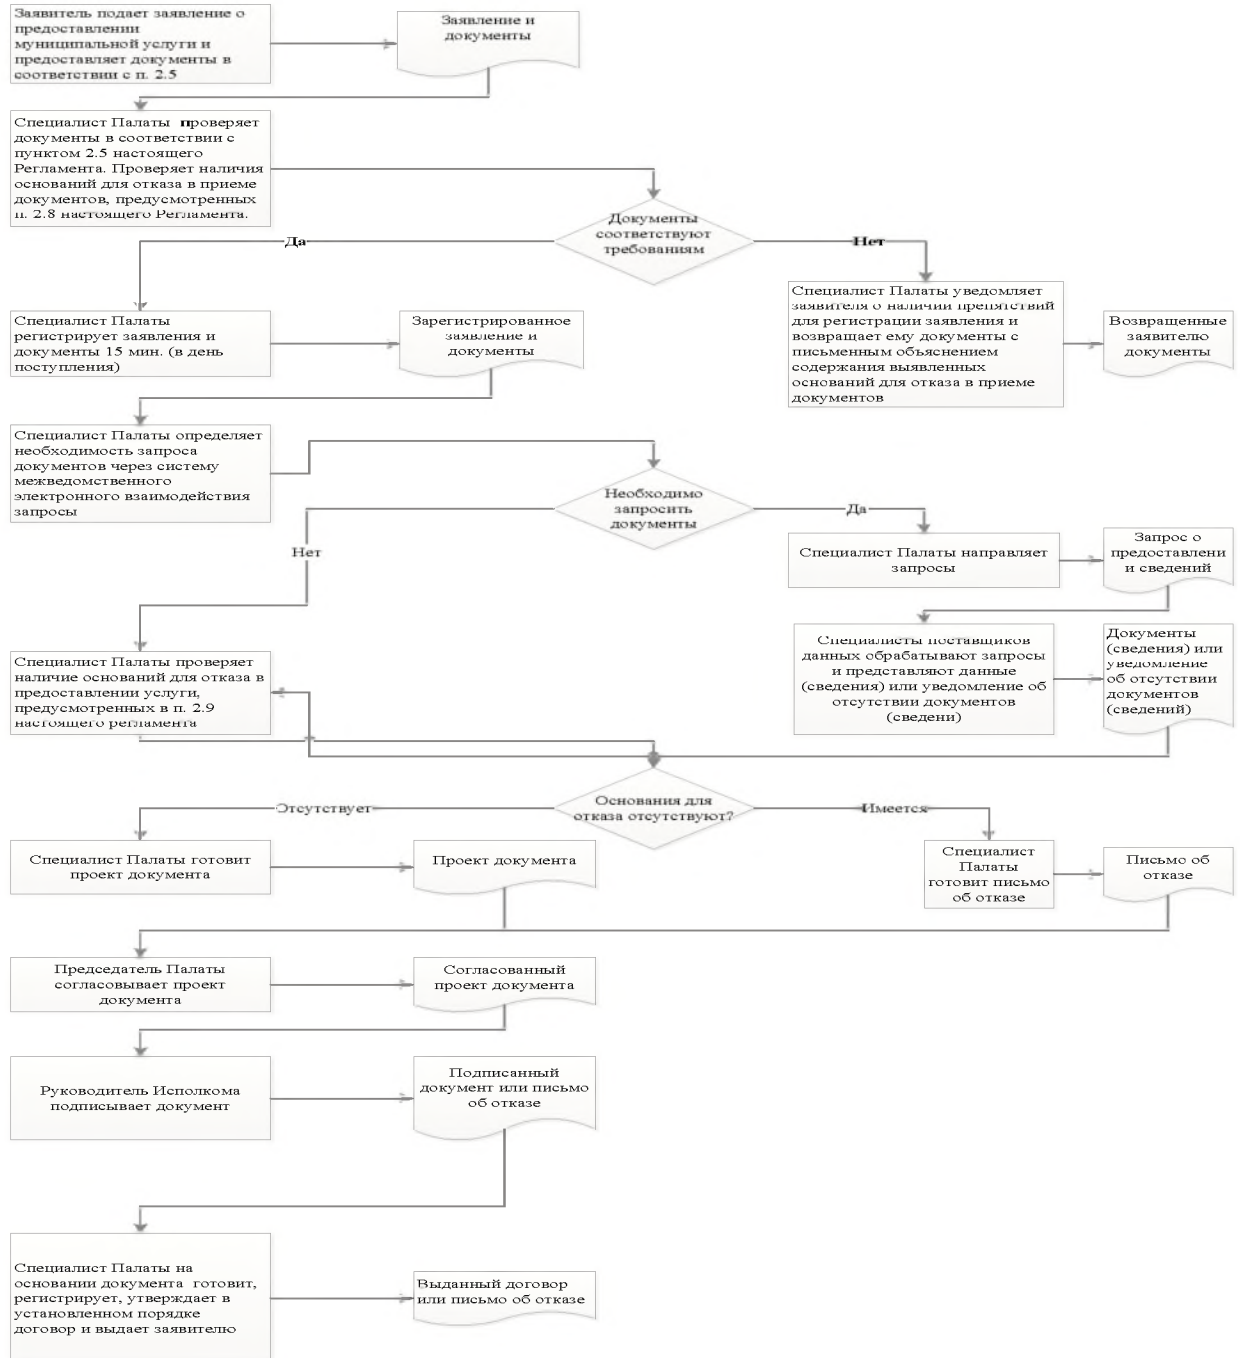 Заявитель подает заявление о
предоставлении
муниципальной услуги и
предоставляет документы в
соответствии с п. 2.5
Заявление и
документы
Специалист Палаты проверяет
документы в соответствии с
пунктом 2.5 настоящего
Регламента. Проверяет наличия
оснований для отказа в приеме
документов, предусмотренных
п. 2.8 настоящего Регламента.
Документы
соответствуют
требованиям
Да
Нет
Специалист Палаты
регистрирует заявления и
документы 15 мин. (в день
поступления)
Зарегистрированное
заявление и
документы
Специалист Палаты уведомляет
заявителя о наличии препятствий
для регистрации заявления и
возвращает ему документы с
письменным объяснением
содержания выявленных
оснований для отказа в приеме
документов
Возвращенные
заявителю
документы
Специалист Палаты определяет
необходимость запроса
документов через систему
межведомственного
электронного взаимодействия
запросы
Необходимо
запросить
документы
Да
Нет
Специалист Палаты направляет
запросы
Запрос о
предоставлени
и сведений
Специалисты поставщиков
данных обрабатывают запросы
и представляют данные
(сведения) или уведомление об
отсутствии документов
(сведени)
Документы
(сведения) или
уведомление
об отсутствии
документов
(сведений)
Специалист Палаты проверяет
наличие оснований для отказа в
предоставлении услуги,
предусмотренных в п. 2.9
настоящего регламента
Основания для
отказа отсутствуют?
Отсутствует
Имеется
Специалист Палаты готовит
проект документа
Проект документа
Специалист
Палаты
готовит письмо
об отказе
Письмо об
отказе
Председатель Палаты
согласовывает проект
документа
Согласованный
проект документа
Руководитель Исполкома
подписывает документ
Подписанный
документ или письмо
об отказе
Специалист Палаты на
основании документа готовит,
регистрирует, утверждает в
установленном порядке
договор и выдает заявителю
Выданный договор
или письмо об отказе